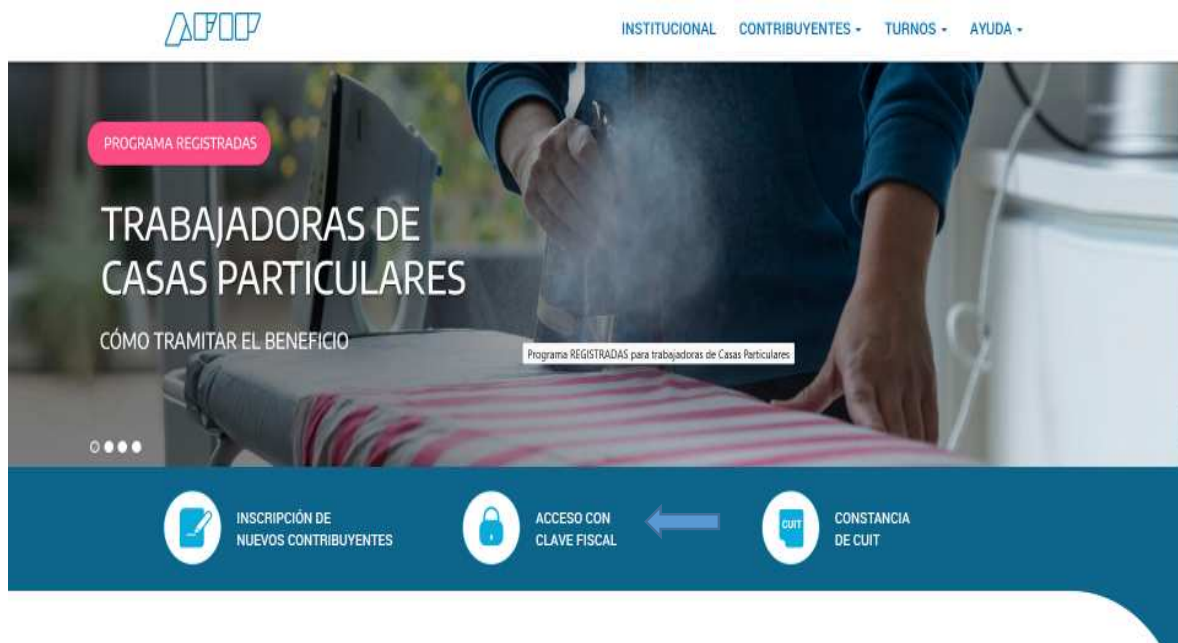 AFIP
INSTITUCIONAL CONTRIBUYENTES TURNOS AYUDA
PROGRAMA REGISTRADAS
TRABAJADORAS DE
CASAS PARTICULARES
CÓMO TRAMITAR EL BENEFICIO
Programa REGISTRADAS para trabajadoras de Casas Particulares
INSCRIPCIÓN DE
NUEVOS CONTRIBUYENTES
ACCESO CON
CLAVE FISCAL
CUIT
CONSTANCIA
DE CUIT